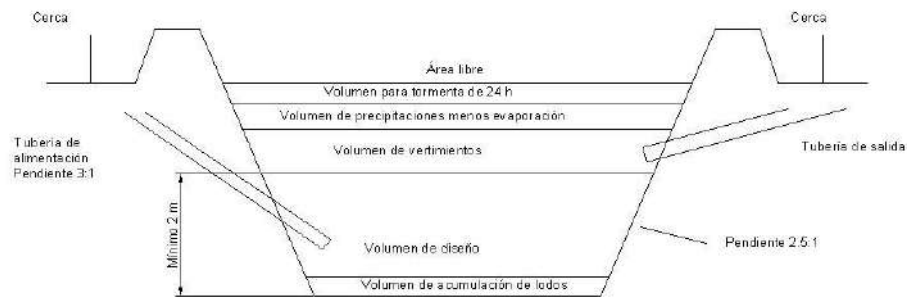 Cerca
Cerca
Área libre
Volumen para tormenta de 24 h
Volumen de precipitaciones menos evaporación
Tubería de
alimentación
Pendiente 3:1
Volumen de vertimientos
Tubería de salida
Mínimo 2 m
Volumen de diseño
Pendiente 2.5:1
Volumen de acumulación de lodos